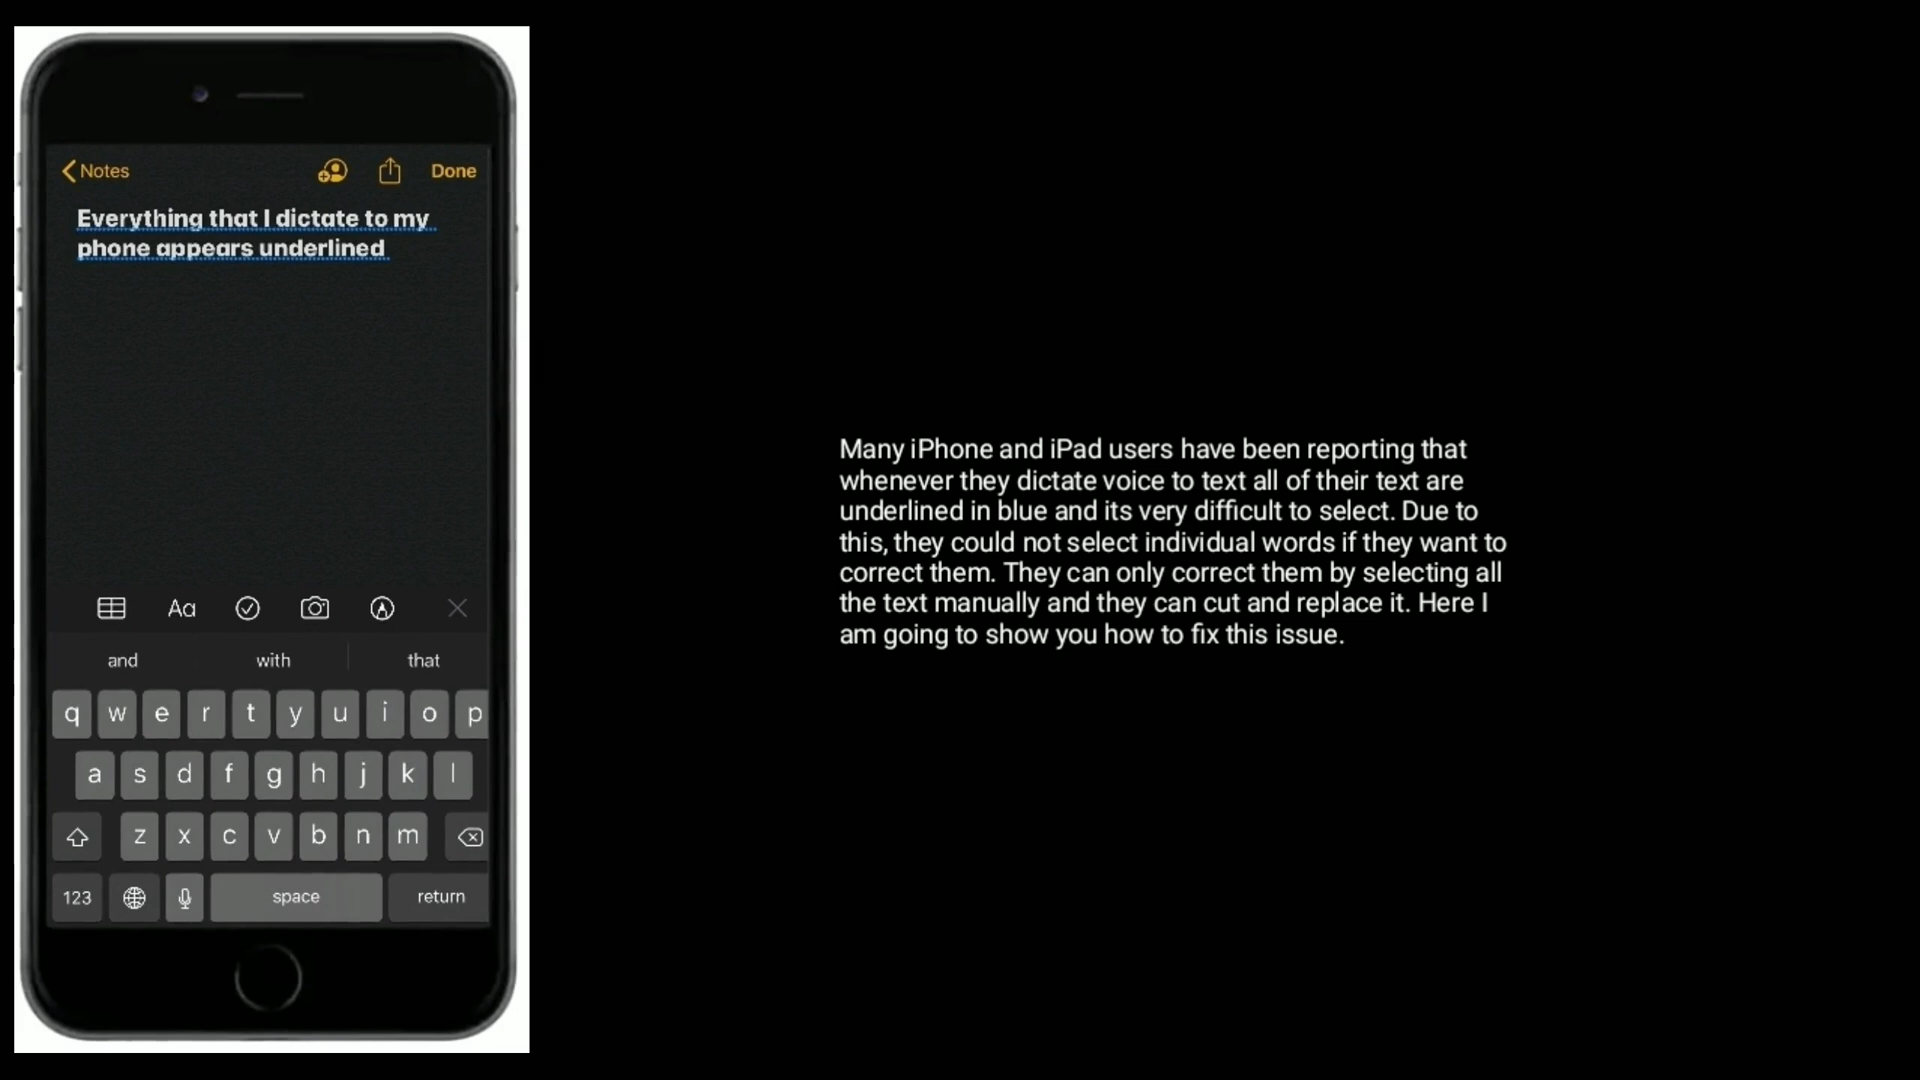 Notes
Done
Everything that I dictate to my
phone appears underlined
Aa
and with that
q w e r t y u i o p
a s d f g h j k l
z x c v b n m
123 space return
Many iPhone and iPad users have been reporting that
whenever they dictate voice to text all of their text are
underlined in blue and its very difficult to select. Due to
this, they could not select individual words if they want to
correct them. They can only correct them by selecting all
the text manually and they can cut and replace it. Here I
am going to show you how to fix this issue.